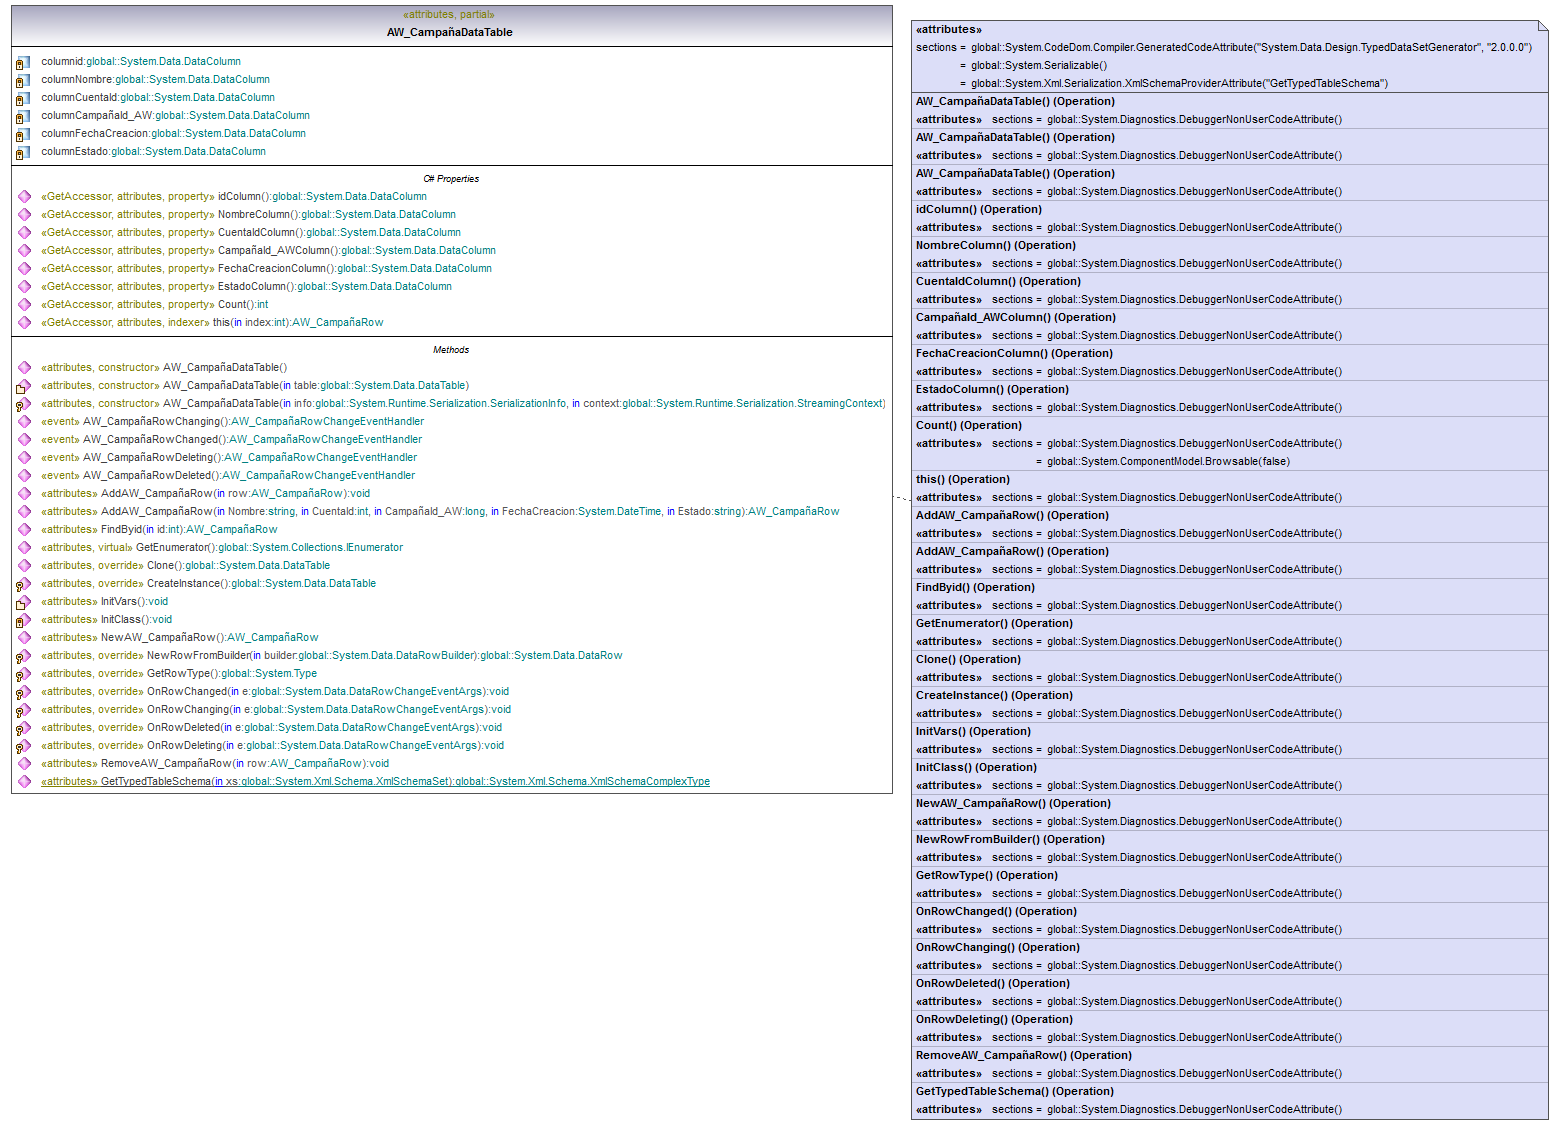 «attributes, partial»
AW_CampañaDataTable
columnid:global::System.Data.DataColumn
columnNombre:global::System.Data.DataColumn
columnCuentaId:global::System.Data.DataColumn
columnCampañaId_AW:global::System.Data.DataColumn
columnFechaCreacion:global::System.Data.DataColumn
columnEstado:global::System.Data.DataColumn
C# Properties
«GetAccessor, attributes, property» idColumn():global::System.Data.DataColumn
«GetAccessor, attributes, property» NombreColumn():global::System.Data.DataColumn
«GetAccessor, attributes, property» CuentaIdColumn():global::System.Data.DataColumn
«GetAccessor, attributes, property» CampañaId_AWColumn():global::System.Data.DataColumn
«GetAccessor, attributes, property» FechaCreacionColumn():global::System.Data.DataColumn
«GetAccessor, attributes, property» EstadoColumn():global::System.Data.DataColumn
«GetAccessor, attributes, property» Count():int
«GetAccessor, attributes, indexer» this(in index:int):AW_CampañaRow
Methods
«attributes, constructor» AW_CampañaDataTable()
«attributes, constructor» AW_CampañaDataTable(in table:global::System.Data.DataTable)
«attributes, constructor» AW_CampañaDataTable(in info:global::System.Runtime.Serialization.SerializationInfo, in context:global::System.Runtime.Serialization.StreamingContext)
«event» AW_CampañaRowChanging():AW_CampañaRowChangeEventHandler
«event» AW_CampañaRowChanged():AW_CampañaRowChangeEventHandler
«event» AW_CampañaRowDeleting():AW_CampañaRowChangeEventHandler
«event» AW_CampañaRowDeleted():AW_CampañaRowChangeEventHandler
«attributes» AddAW_CampañaRow(in row:AW_CampañaRow):void
«attributes» AddAW_CampañaRow(in Nombre:string, in CuentaId:int, in CampañaId_AW:long, in FechaCreacion:System.DateTime, in Estado:string):AW_CampañaRow
«attributes» FindByid(in id:int):AW_CampañaRow
«attributes, virtual» GetEnumerator():global::System.Collections.IEnumerator
«attributes, override» Clone():global::System.Data.DataTable
«attributes, override» CreateInstance():global::System.Data.DataTable
«attributes» InitVars():void
«attributes» InitClass():void
«attributes» NewAW_CampañaRow():AW_CampañaRow
«attributes, override» NewRowFromBuilder(in builder:global::System.Data.DataRowBuilder):global::System.Data.DataRow
«attributes, override» GetRowType():global::System.Type
«attributes, override» OnRowChanged(in e:global::System.Data.DataRowChangeEventArgs):void
«attributes, override» OnRowChanging(in e:global::System.Data.DataRowChangeEventArgs):void
«attributes, override» OnRowDeleted(in e:global::System.Data.DataRowChangeEventArgs):void
«attributes, override» OnRowDeleting(in e:global::System.Data.DataRowChangeEventArgs):void
«attributes» RemoveAW_CampañaRow(in row:AW_CampañaRow):void
«attributes» GetTypedTableSchema(in xs:global::System.Xml.Schema.XmlSchemaSet):global::System.Xml.Schema.XmlSchemaComplexType
«attributes»
sections = global::System.CodeDom.Compiler.GeneratedCodeAttribute("System.Data.Design.TypedDataSetGenerator", "2.0.0.0")
= global::System.Serializable()
= global::System.Xml.Serialization.XmlSchemaProviderAttribute("GetTypedTableSchema")
AW_CampañaDataTable() (Operation)
«attributes» sections = global::System.Diagnostics.DebuggerNonUserCodeAttribute()
AW_CampañaDataTable() (Operation)
«attributes» sections = global::System.Diagnostics.DebuggerNonUserCodeAttribute()
AW_CampañaDataTable() (Operation)
«attributes» sections = global::System.Diagnostics.DebuggerNonUserCodeAttribute()
idColumn() (Operation)
«attributes» sections = global::System.Diagnostics.DebuggerNonUserCodeAttribute()
NombreColumn() (Operation)
«attributes» sections = global::System.Diagnostics.DebuggerNonUserCodeAttribute()
CuentaIdColumn() (Operation)
«attributes» sections = global::System.Diagnostics.DebuggerNonUserCodeAttribute()
CampañaId_AWColumn() (Operation)
«attributes» sections = global::System.Diagnostics.DebuggerNonUserCodeAttribute()
FechaCreacionColumn() (Operation)
«attributes» sections = global::System.Diagnostics.DebuggerNonUserCodeAttribute()
EstadoColumn() (Operation)
«attributes» sections = global::System.Diagnostics.DebuggerNonUserCodeAttribute()
Count() (Operation)
«attributes» sections = global::System.Diagnostics.DebuggerNonUserCodeAttribute()
= global::System.ComponentModel.Browsable(false)
this() (Operation)
«attributes» sections = global::System.Diagnostics.DebuggerNonUserCodeAttribute()
AddAW_CampañaRow() (Operation)
«attributes» sections = global::System.Diagnostics.DebuggerNonUserCodeAttribute()
AddAW_CampañaRow() (Operation)
«attributes» sections = global::System.Diagnostics.DebuggerNonUserCodeAttribute()
FindByid() (Operation)
«attributes» sections = global::System.Diagnostics.DebuggerNonUserCodeAttribute()
GetEnumerator() (Operation)
«attributes» sections = global::System.Diagnostics.DebuggerNonUserCodeAttribute()
Clone() (Operation)
«attributes» sections = global::System.Diagnostics.DebuggerNonUserCodeAttribute()
CreateInstance() (Operation)
«attributes» sections = global::System.Diagnostics.DebuggerNonUserCodeAttribute()
InitVars() (Operation)
«attributes» sections = global::System.Diagnostics.DebuggerNonUserCodeAttribute()
InitClass() (Operation)
«attributes» sections = global::System.Diagnostics.DebuggerNonUserCodeAttribute()
NewAW_CampañaRow() (Operation)
«attributes» sections = global::System.Diagnostics.DebuggerNonUserCodeAttribute()
NewRowFromBuilder() (Operation)
«attributes» sections = global::System.Diagnostics.DebuggerNonUserCodeAttribute()
GetRowType() (Operation)
«attributes» sections = global::System.Diagnostics.DebuggerNonUserCodeAttribute()
OnRowChanged() (Operation)
«attributes» sections = global::System.Diagnostics.DebuggerNonUserCodeAttribute()
OnRowChanging() (Operation)
«attributes» sections = global::System.Diagnostics.DebuggerNonUserCodeAttribute()
OnRowDeleted() (Operation)
«attributes» sections = global::System.Diagnostics.DebuggerNonUserCodeAttribute()
OnRowDeleting() (Operation)
«attributes» sections = global::System.Diagnostics.DebuggerNonUserCodeAttribute()
RemoveAW_CampañaRow() (Operation)
«attributes» sections = global::System.Diagnostics.DebuggerNonUserCodeAttribute()
GetTypedTableSchema() (Operation)
«attributes» sections = global::System.Diagnostics.DebuggerNonUserCodeAttribute()